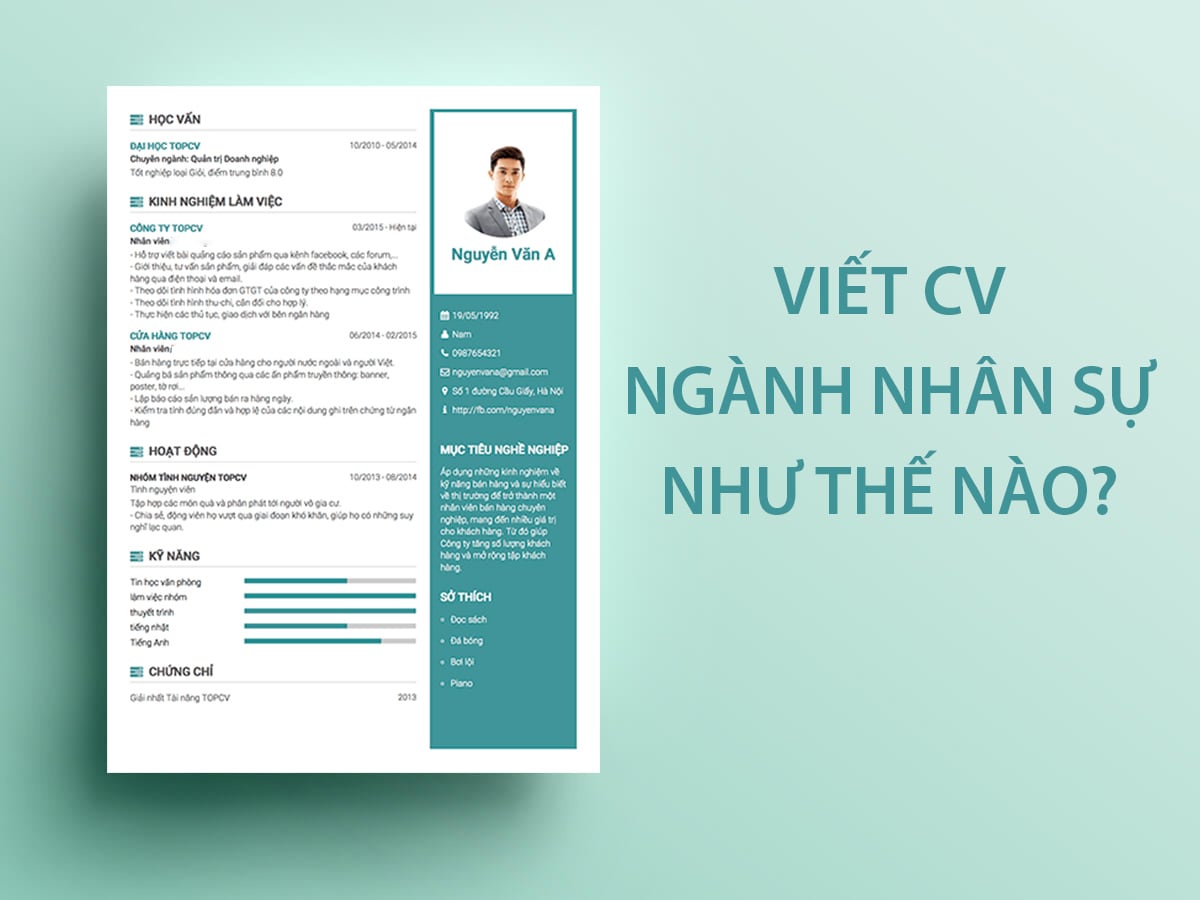 HỌC VẤN
ĐẠI HỌC TOPCV 10/2010 - 05/2014
Chuyên ngành: Quản trị Doanh nghiệp
Tốt nghiệp loại Giỏi, điểm trung bình 8.0
KINH NGHIỆM LÀM VIỆC
CÔNG TY TOPCV 03/2015 - Hiện tại
Nhân viên
- Hỗ trợ viết bài quảng cáo sản phẩm qua kênh facebook, các forum,...
- Giới thiệu, tư vấn sản phẩm, giải đáp các vấn đề thắc mắc của khách
hàng qua điện thoại và email.
- Theo dõi tình hình hóa đơn GTGT của công ty theo hạng mục công trình
- Theo dõi tình hình thu-chi, cân đối cho hợp lý.
- Thực hiện các thủ tục, giao dịch với bên ngân hàng
CỬA HÀNG TOPCV 06/2014 - 02/2015
Nhân viên
- Bán hàng trực tiếp tại cửa hàng cho người nước ngoài và người Việt.
- Quảng bá sản phẩm thông qua các ấn phẩm truyền thông: banner,
poster, tờ rơi...
- Lập báo cáo sản lượng bán ra hàng ngày.
- Kiểm tra tính đúng đắn và hợp lệ của các nội dung ghi trên chứng từ ngân
hàng
HOẠT ĐỘNG
NHÓM TÌNH NGUYỆN TOPCV 10/2013 - 08/2014
Tình nguyện viên
Tập hợp các món quà và phân phát tới người vô gia cư.
- Chia sẻ, động viên họ vượt qua giai đoạn khó khăn, giúp họ có những suy
nghĩ lạc quan.
KỸ NĂNG
Tin học văn phòng
làm việc nhóm
thuyết trình
tiếng nhật
Tiếng Anh
CHỨNG CHỈ
Giải nhất Tài năng TOPCV 2013
Nguyễn Văn A
19/05/1992
Nam
0987654321
nguyenvana@gmail.com
Số 1 đường Cầu Giấy, Hà Nội
http://fb.com/nguyenvana
MỤC TIÊU NGHỀ NGHIỆP
Áp dụng những kinh nghiệm về
kỹ năng bán hàng và sự hiểu biết
về thị trường để trở thành một
nhân viên bán hàng chuyên
nghiệp, mang đến nhiều giá trị
cho khách hàng. Từ đó giúp
Công ty tăng số lượng khách
hàng và mở rộng tập khách
hàng.
SỞ THÍCH
Đọc sách
Đá bóng
Bơi lội
Piano
VIẾT CV
NGÀNH NHÂN SỰ
NHƯ THẾ NÀO?